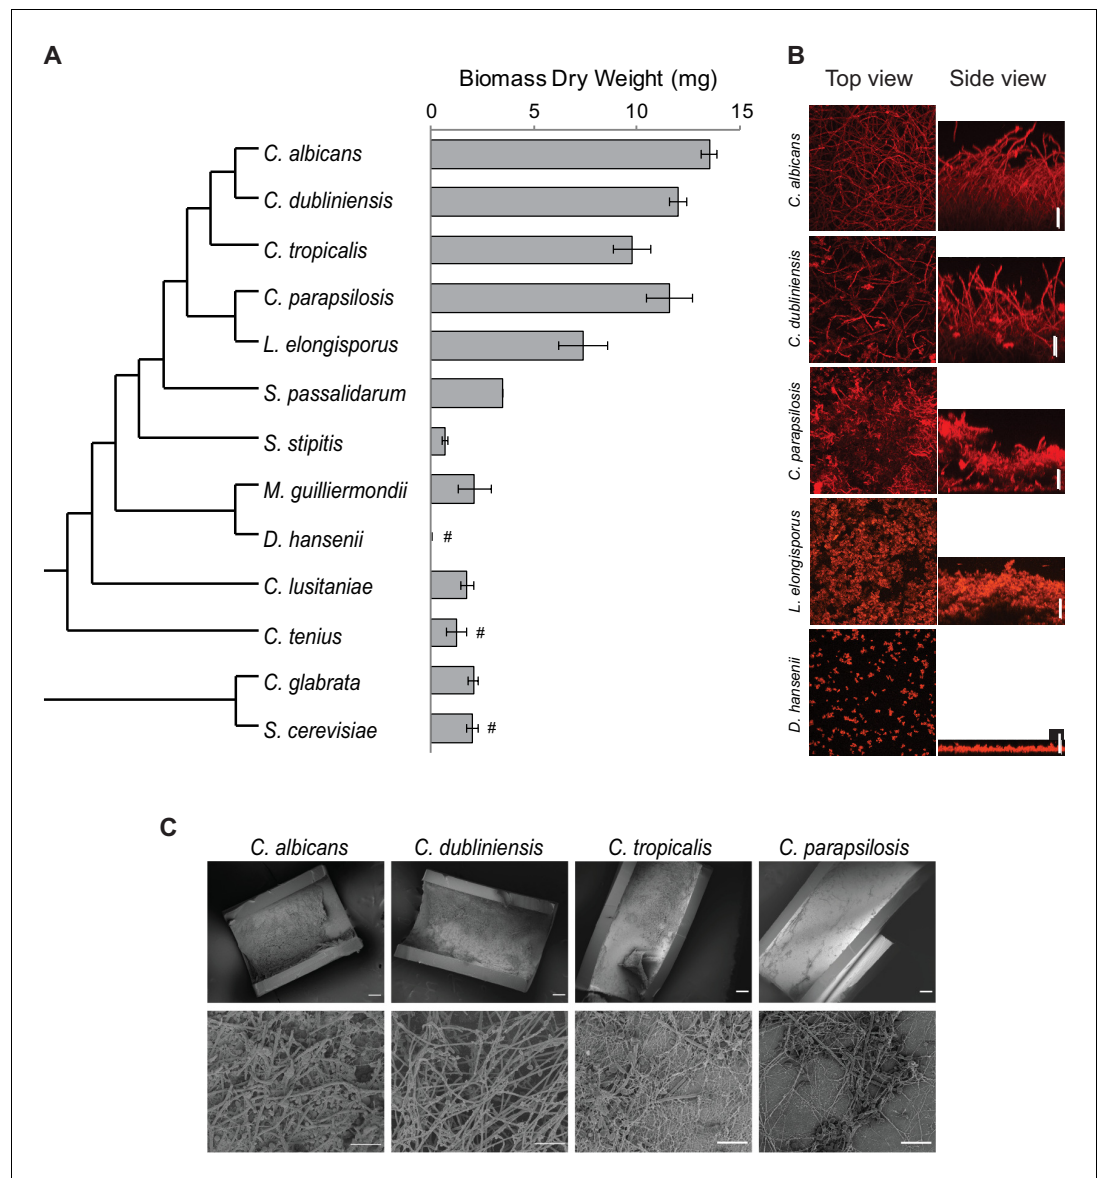 A
Biomass Dry Weight (mg)
0 5 10 15
C. albicans
C. dubliniensis
C. tropicalis
C. parapsilosis
L. elongisporus
S. passalidarum
S. stipitis
M. guilliermondii
D. hansenii #
C. lusitaniae
C. tenius #
C. glabrata
S. cerevisiae #
B
Top view Side view
C. albicans
C. dubliniensis
C. parapsilosis
L. elongisporus
D. hansenii
C
C. albicans C. dubliniensis C. tropicalis C. parapsilosis